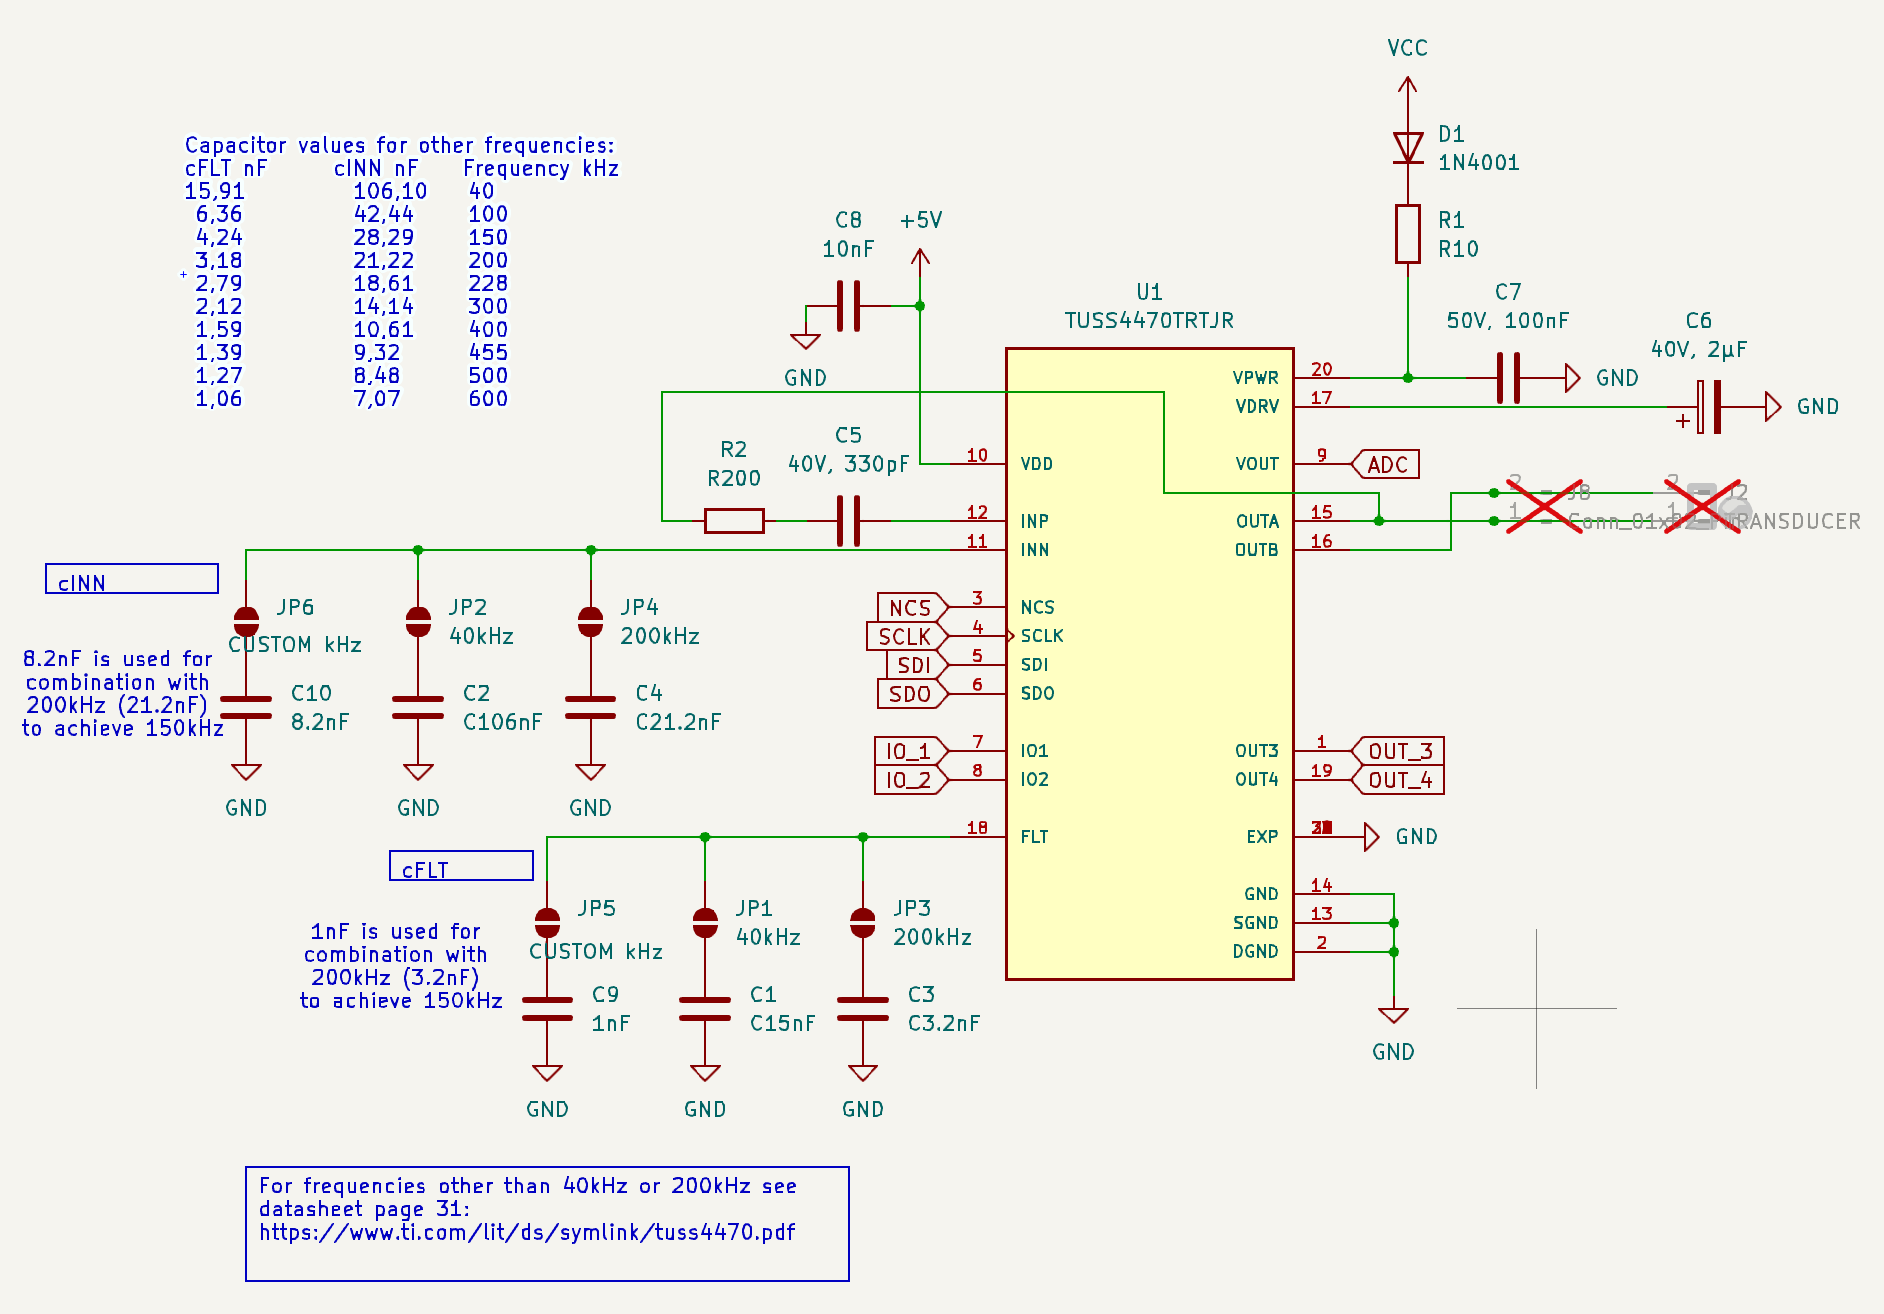 VCC
D1
1N4001
Capacitor values for other frequencies:
cFLT nF cINN nF Frequency kHz
15,91 106,10 40
6,36 42,44 100
4,24 28,29 150
3,18 21,22 200
2,79 18,61 228
2,12 14,14 300
1,59 10,61 400
1,39 9,32 455
1,27 8,48 500
1,06 7,07 600
C8
10nF
+5V
GND
R1
R10
U1
TUSS4470TRTJR
C7
50V, 100nF
GND
C6
40V, 2µF
+
GND
VPWR 20
VDRV 17
R2
R200
C5
40V, 330pF
10 VDD
VOUT 9 ADC
12 INP
11 INN
OUTA 15
OUTB 16
2
1
J8
2
1
TRANSDUCER
cINN
JP6
CUSTOM kHz
JP2
40kHz
JP4
200kHz
8.2nF is used for
combination with
200kHz (21.2nF)
to achieve 150kHz
C10
8.2nF
C2
C106nF
C4
C21.2nF
GND
GND
GND
NCS 3 NCS
SCLK 4 SCLK
SDI 5 SDI
SDO 6 SDO
IO_1 7 IO1
IO_2 8 IO2
OUT3 1 OUT_3
OUT4 19 OUT_4
18 FLT
EXP GND
GND 14
SGND 13
DGND 2
GND
cFLT
JP5
CUSTOM kHz
JP1
40kHz
JP3
200kHz
1nF is used for
combination with
200kHz (3.2nF)
to achieve 150kHz
C9
1nF
C1
C15nF
C3
C3.2nF
GND
GND
GND
For frequencies other than 40kHz or 200kHz see
datasheet page 31:
https://www.ti.com/lit/ds/symlink/tuss4470.pdf